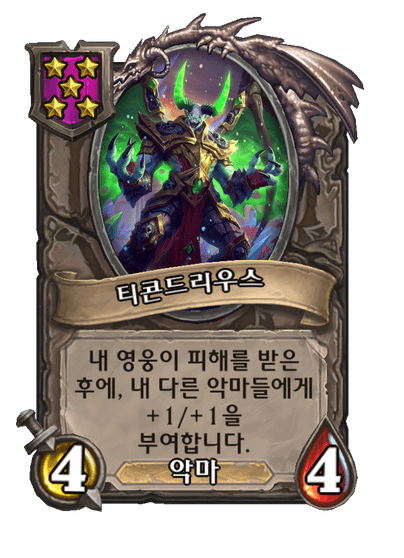 티콘드리우스
내 영웅이 피해를 받은
후에, 내 다른 악마들에게
+1/+1을
부여합니다.
악마
4
4